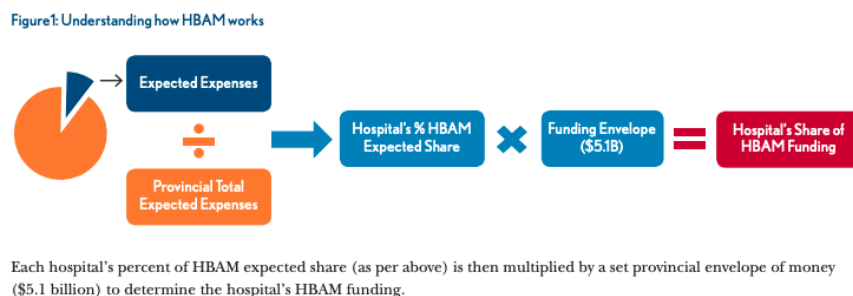 Figure1: Understanding how HBAM works
Expected Expenses
Provincial Total
Expected Expenses
Hospital's % HBAM
Expected Share
Funding Envelope
($5.1B)
Hospital's Share of
HBAM Funding
Each hospital's percent of HBAM expected share (as per above) is then multiplied by a set provincial envelope of money
($5.1 billion) to determine the hospital's HBAM funding.